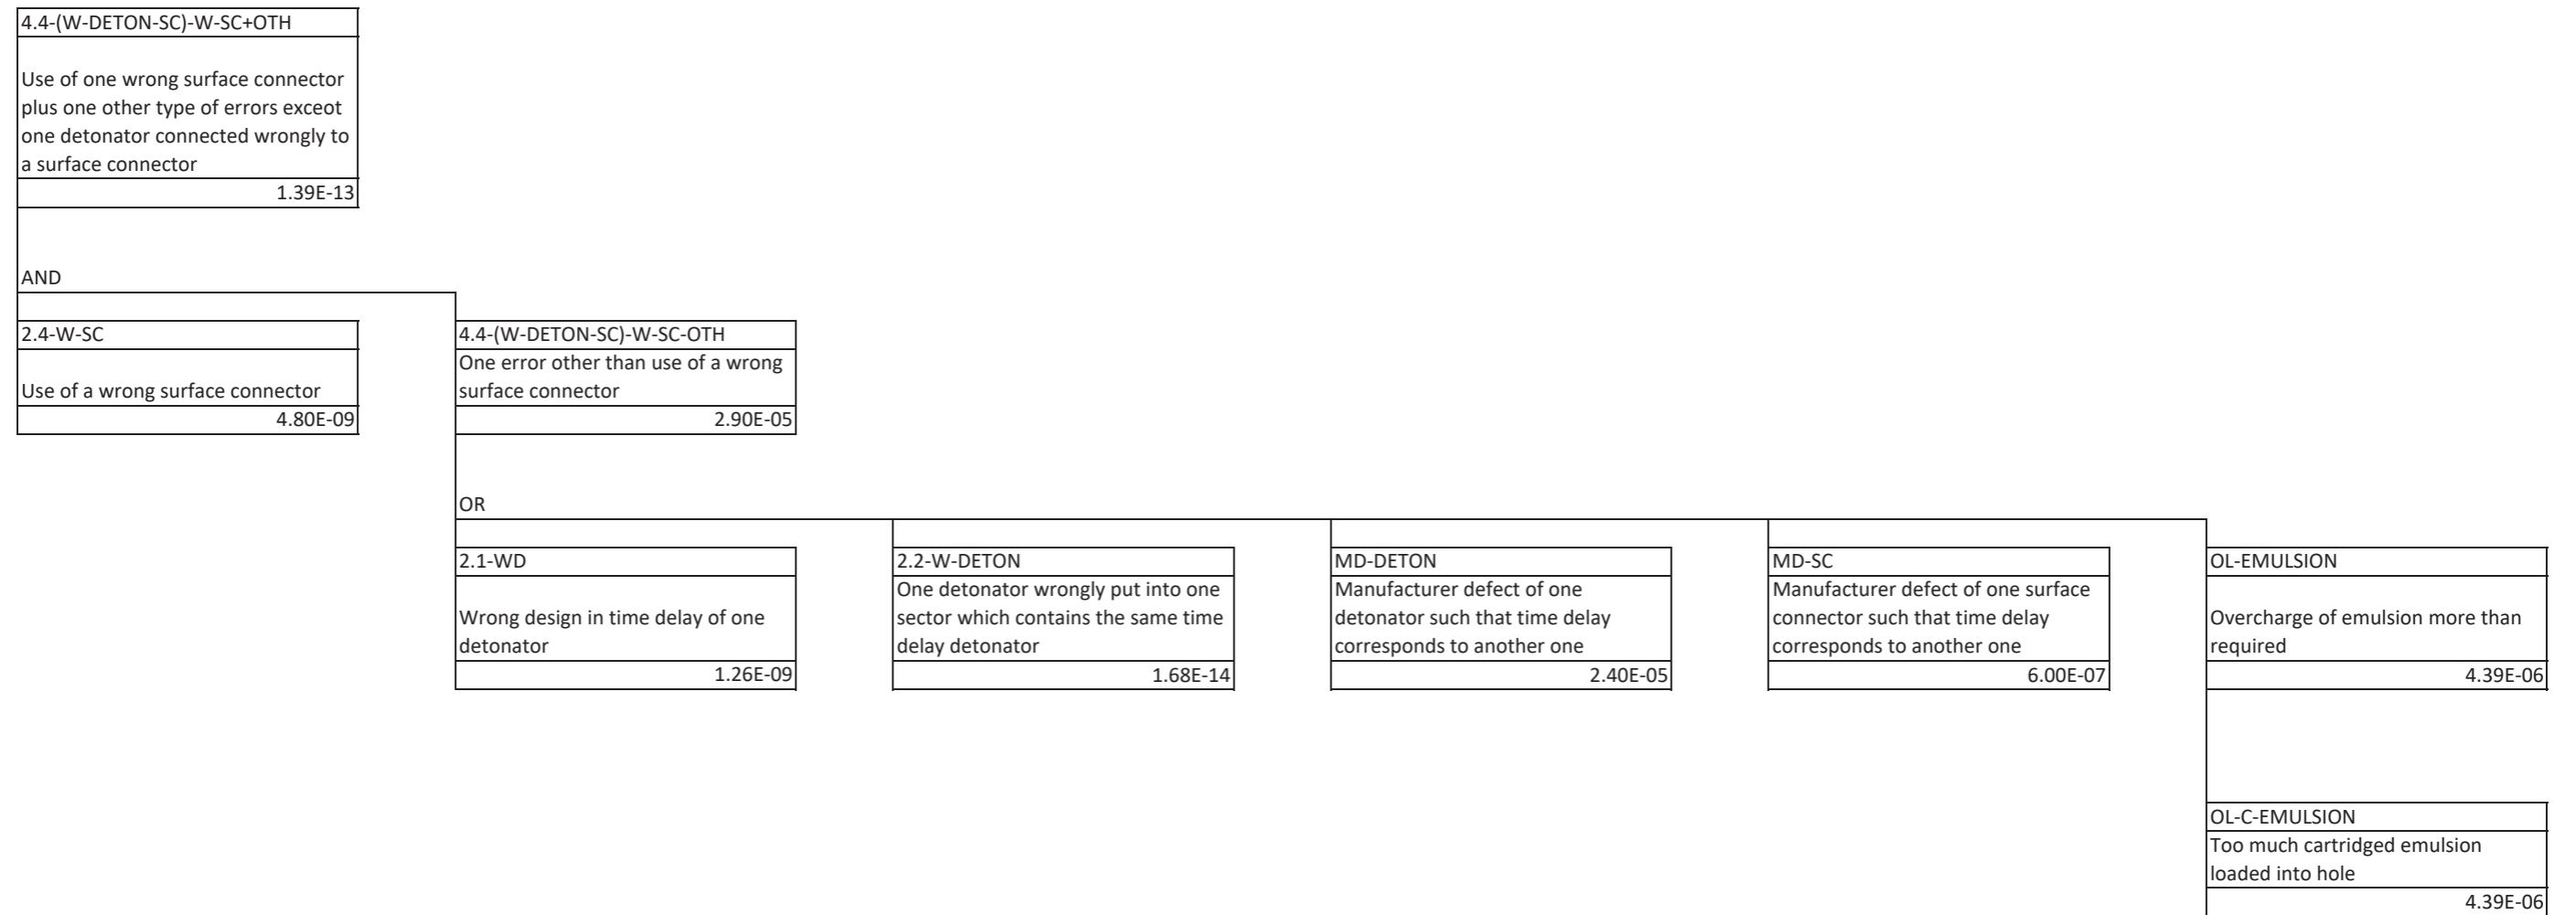 4.4-(W-DETON-SC)-W-SC+OTH
Use of one wrong surface connector
plus one other type of errors exceot
one detonator connected wrongly to
a surface connector
1.39E-13
AND
2.4-W-SC
Use of a wrong surface connector
4.80E-09
4.4-(W-DETON-SC)-W-SC-OTH
One error other than use of a wrong
surface connector
2.90E-05
OR
2.1-WD
Wrong design in time delay of one
detonator
1.26E-09
2.2-W-DETON
One detonator wrongly put into one
sector which contains the same time
delay detonator
1.68E-14
MD-DETON
Manufacturer defect of one
detonator such that time delay
corresponds to another one
2.40E-05
MD-SC
Manufacturer defect of one surface
connector such that time delay
corresponds to another one
6.00E-07
OL-EMULSION
Overcharge of emulsion more than
required
4.39E-06
OL-C-EMULSION
Too much cartridged emulsion
loaded into hole
4.39E-06